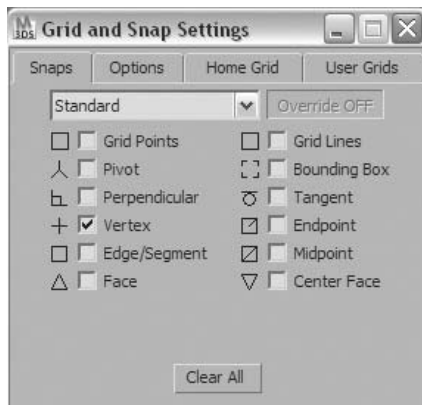 M 3DS Grid and Snap Settings
Snaps Options Home Grid User Grids
Standard Override OFF
Grid Points Grid Lines
Pivot Bounding Box
Perpendicular Tangent
Vertex Endpoint
Edge/Segment Midpoint
Face Center Face
Clear All